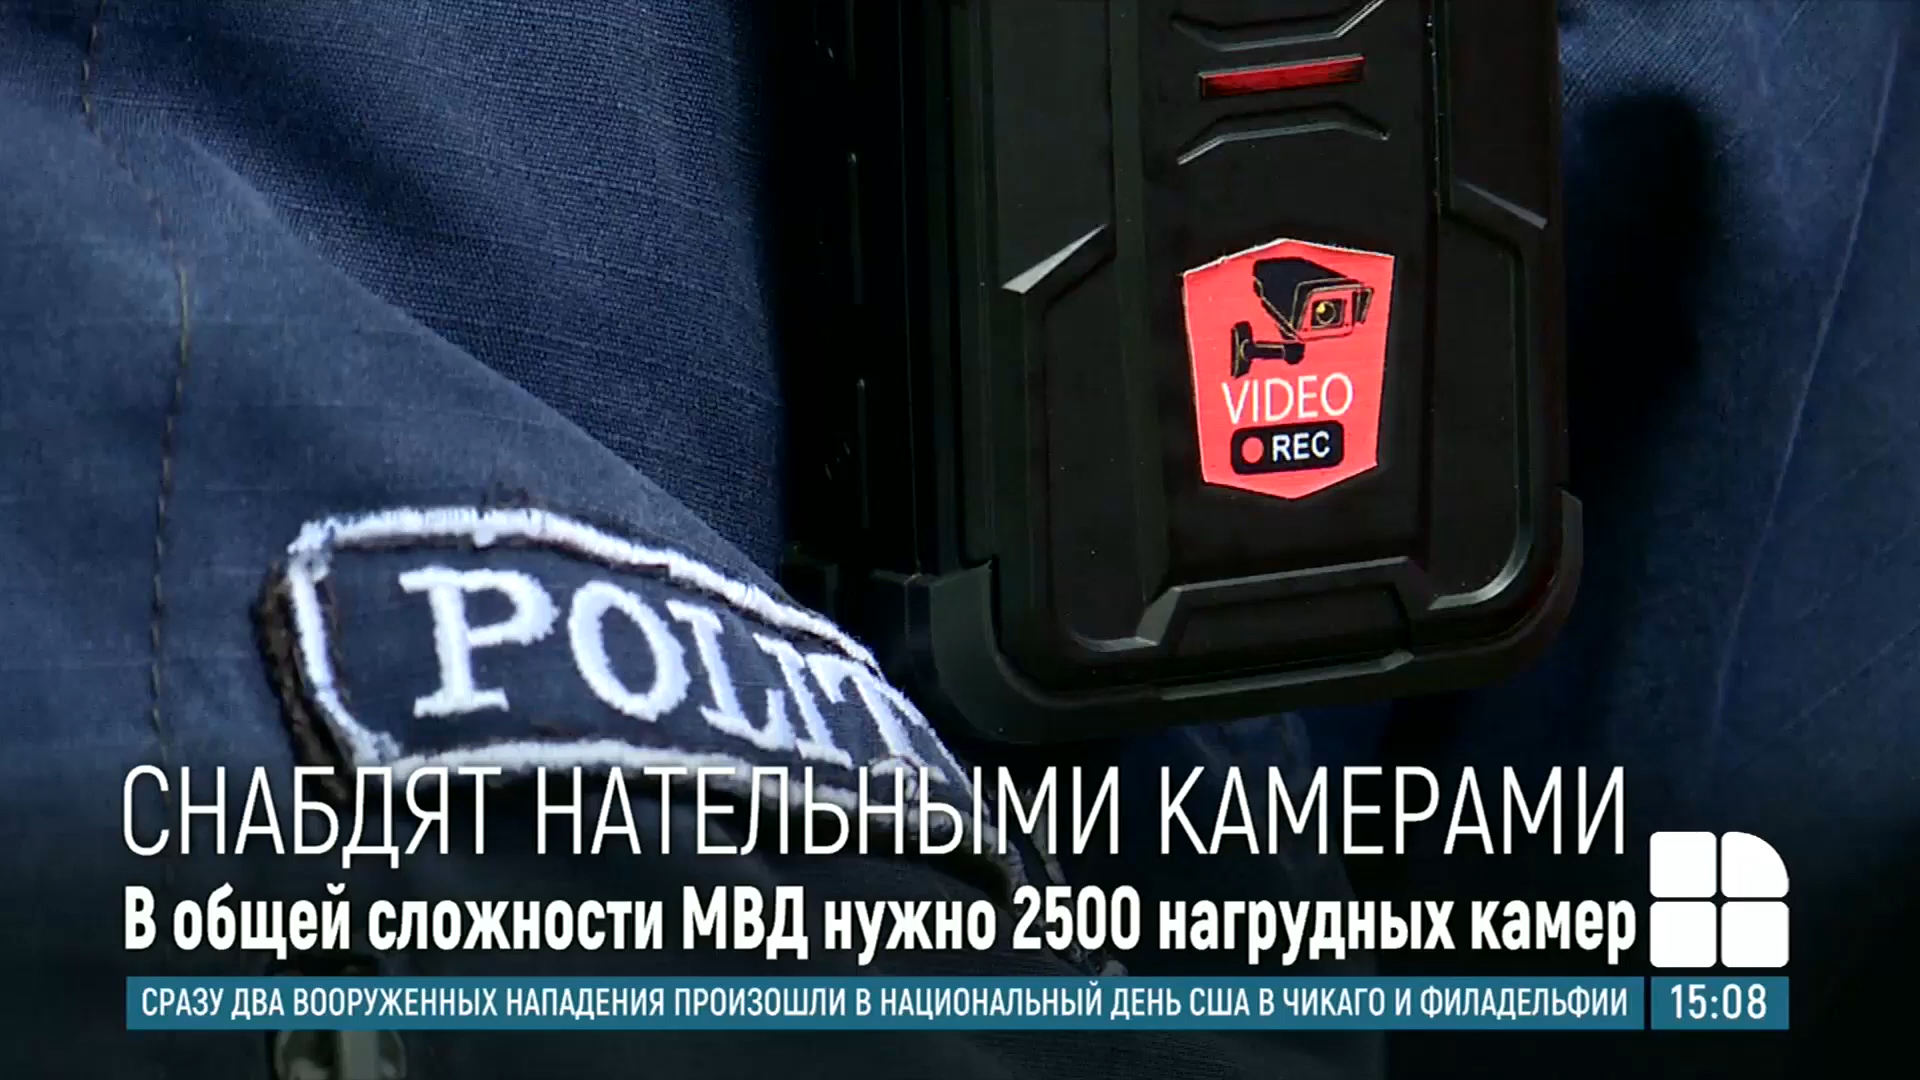 VIDEO
REC
POLIT
СНАБДЯТ НАТЕЛЬНЫМИ КАМЕРАМИ
В общей сложности МВД нужно 2500 нагрудных камер
СРАЗУ ДВА ВООРУЖЕННЫХ НАПАДЕНИЯ ПРОИЗОШЛИ В НАЦИОНАЛЬНЫЙ ДЕНЬ США В ЧИКАГО И ФИЛАДЕЛЬФИИ
15:08